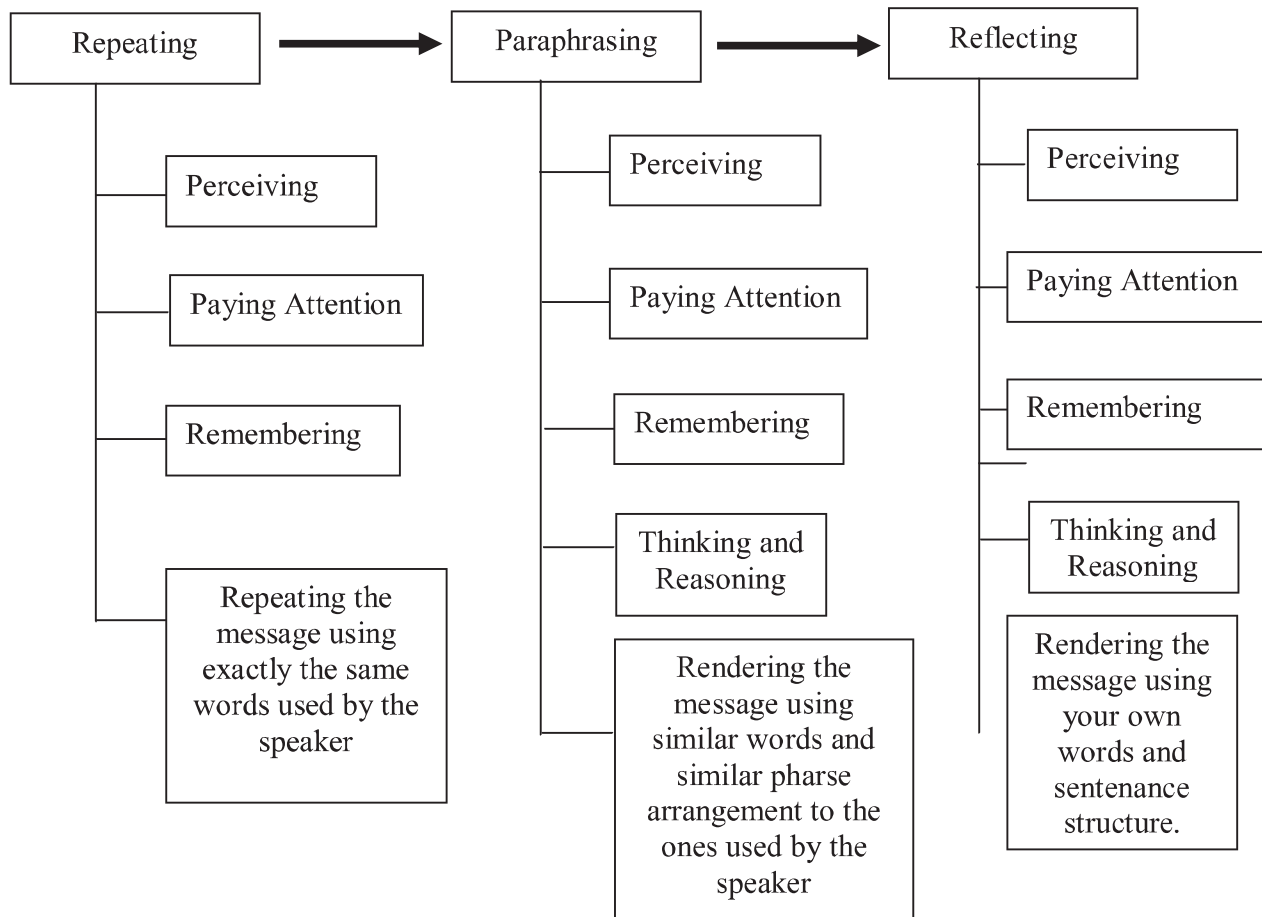 Repeating
Paraphrasing
Reflecting
Perceiving
Paying Attention
Remembering
Repeating the
message using
exactly the same
words used by the
speaker
Perceiving
Paying Attention
Remembering
Thinking and
Reasoning
Rendering the
message using
similar words and
similar pharse
arrangement to the
ones used by the
speaker
Perceiving
Paying Attention
Remembering
Thinking and
Reasoning
Rendering the
message using
your own
words and
sentenance
structure.